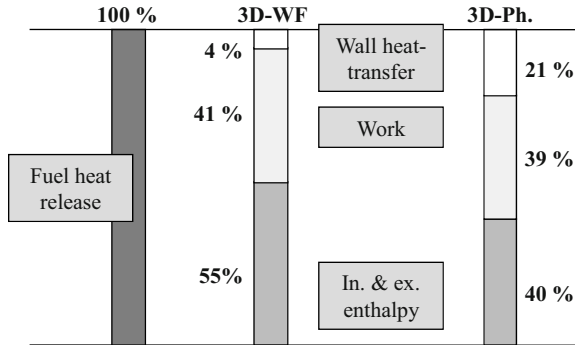 100 % 3D-WF 3D-Ph.
4 %
Wall heat-
transfer
21 %
41 %
Work
39 %
Fuel heat
release
55%
In. & ex.
enthalpy
40 %